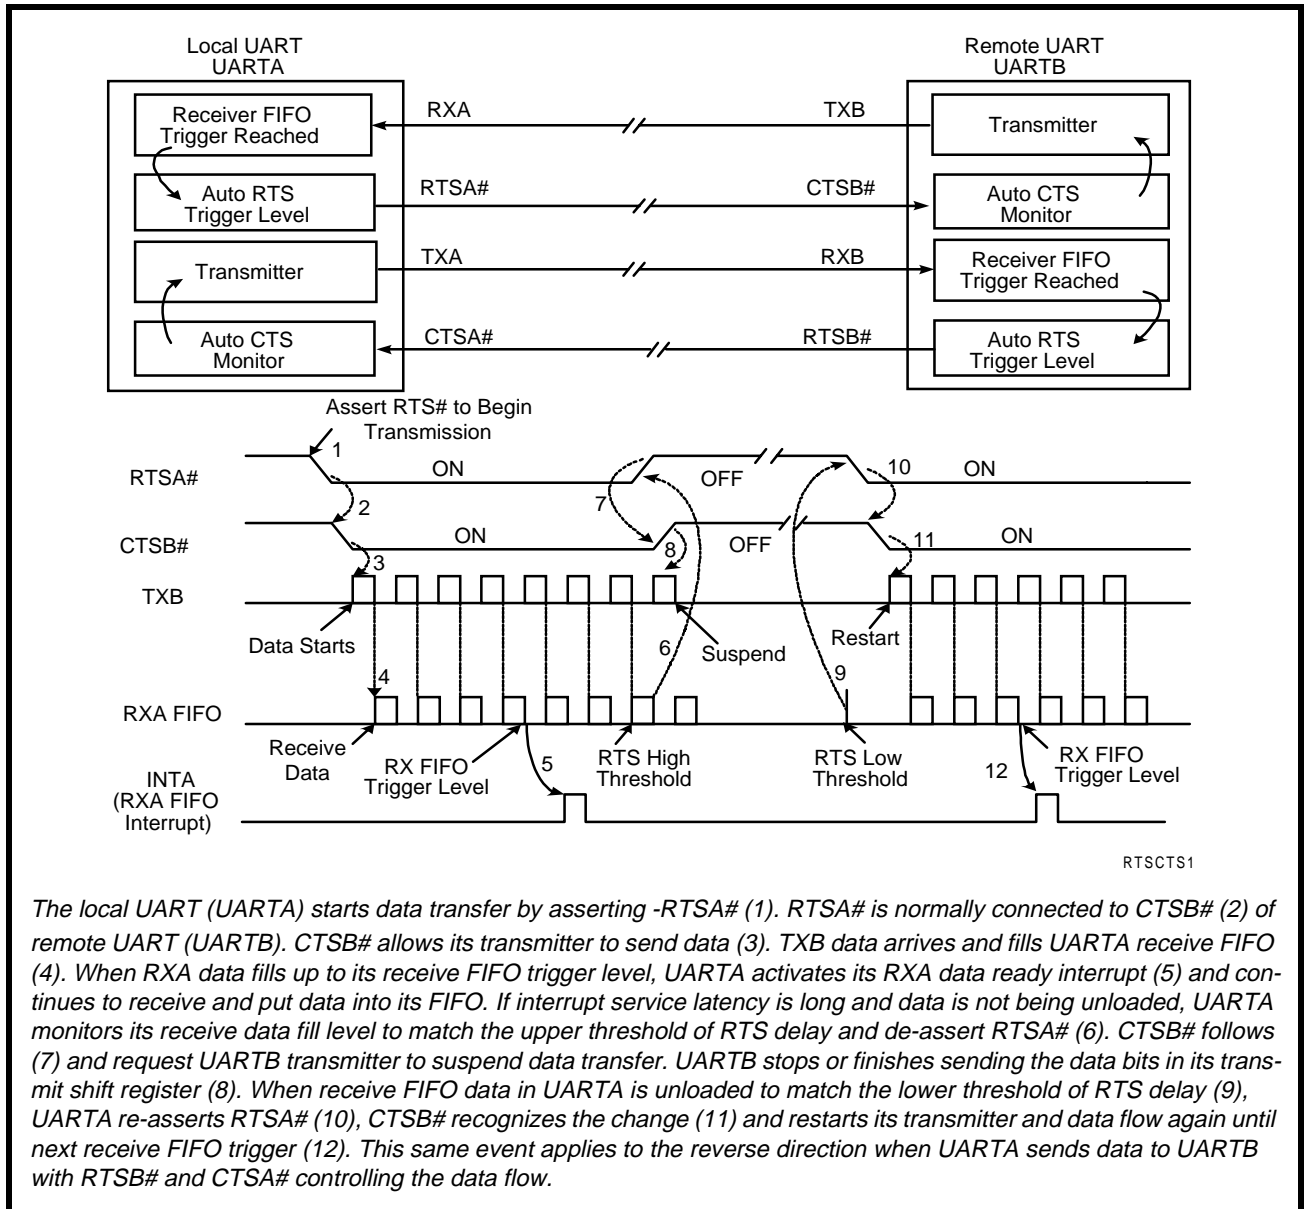 Local UART
UARTA
Remote UART
UARTB
Receiver FIFO
Trigger Reached
RXA
TXB
Transmitter
Auto RTS
Trigger Level
RTSA#
CTSB#
Auto CTS
Monitor
Transmitter
TXA
RXB
Receiver FIFO
Trigger Reached
Auto CTS
Monitor
CTSA#
RTSB#
Auto RTS
Trigger Level
Assert RTS# to Begin
Transmission
RTSA#
1
ON
OFF
10
ON
2
7
CTSB#
ON
OFF
11
ON
3
8
TXB
Data Starts
Suspend
Restart
4
6
9
RXA FIFO
Receive
Data
RX FIFO
Trigger Level
5
RTS High
Threshold
RTS Low
Threshold
12
RX FIFO
Trigger Level
INTA
(RXA FIFO
Interrupt)
RTSCTS1
The local UART (UARTA) starts data transfer by asserting -RTSA# (1). RTSA# is normally connected to CTSB# (2) of
remote UART (UARTB). CTSB# allows its transmitter to send data (3). TXB data arrives and fills UARTA receive FIFO
(4). When RXA data fills up to its receive FIFO trigger level, UARTA activates its RXA data ready interrupt (5) and con-
tinues to receive and put data into its FIFO. If interrupt service latency is long and data is not being unloaded, UARTA
monitors its receive data fill level to match the upper threshold of RTS delay and de-assert RTSA# (6). CTSB# follows
(7) and request UARTB transmitter to suspend data transfer. UARTB stops or finishes sending the data bits in its trans-
mit shift register (8). When receive FIFO data in UARTA is unloaded to match the lower threshold of RTS delay (9),
UARTA re-asserts RTSA# (10), CTSB# recognizes the change (11) and restarts its transmitter and data flow again until
next receive FIFO trigger (12). This same event applies to the reverse direction when UARTA sends data to UARTB
with RTSB# and CTSA# controlling the data flow.